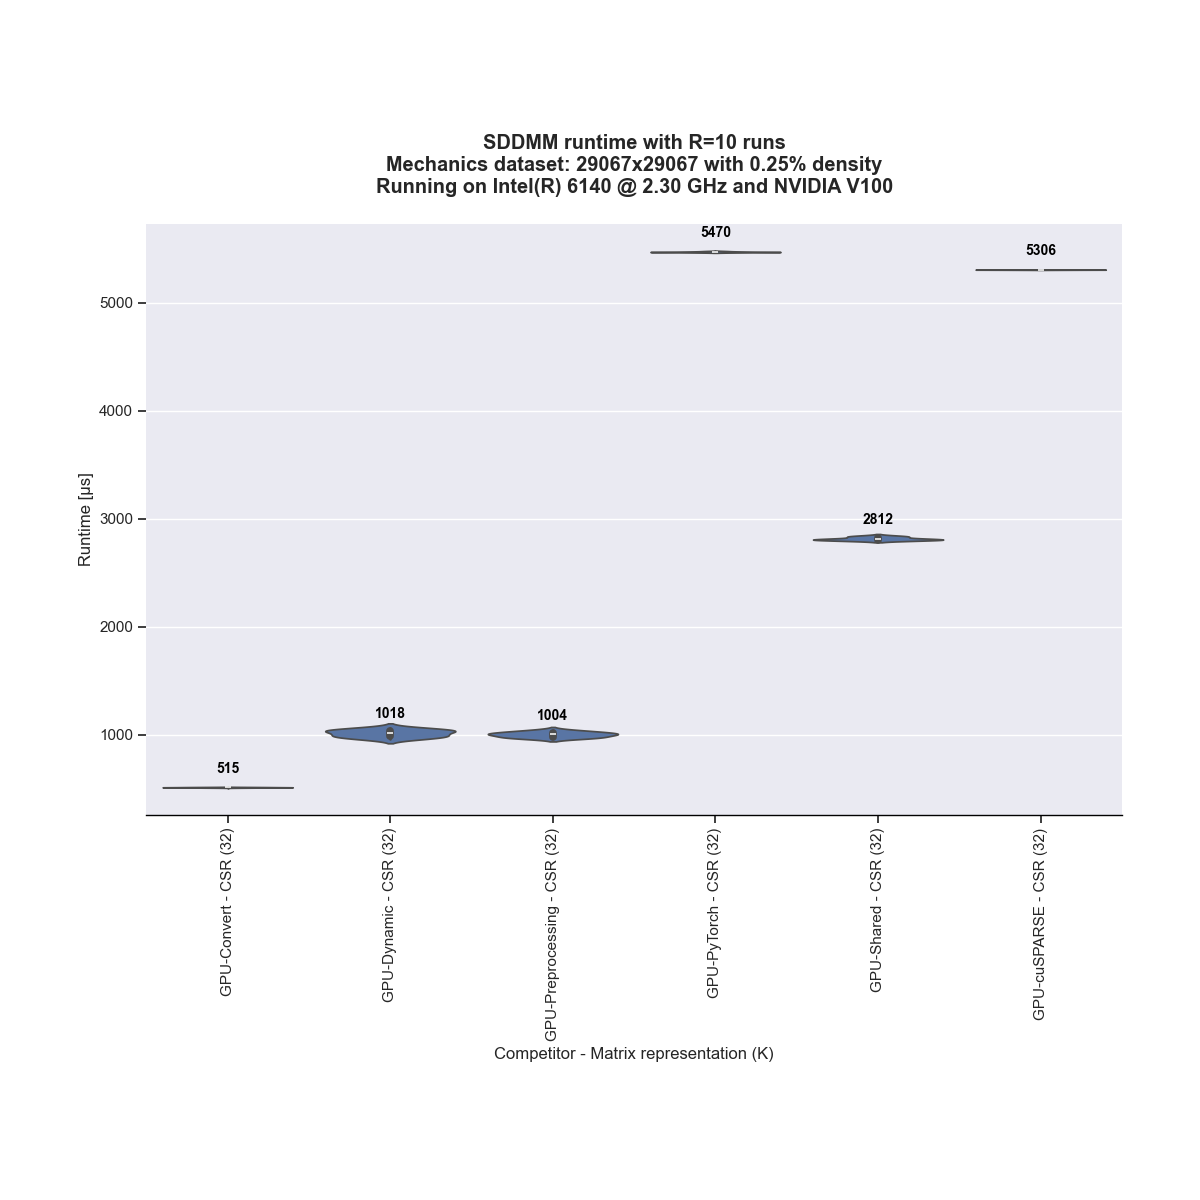 SDDMM runtime with R=10 runs
Mechanics dataset: 29067x29067 with 0.25% density
Running on Intel(R) 6140 @ 2.30 GHz and NVIDIA V100
5470
5306
5000
4000
3000
2812
2000
1018
1004
1000
515
Runtime [μs]
GPU-Convert - CSR (32)
GPU-Dynamic - CSR (32)
GPU-Preprocessing - CSR (32)
GPU-PyTorch - CSR (32)
GPU-Shared - CSR (32)
GPU-cuSPARSE - CSR (32)
Competitor - Matrix representation (K)